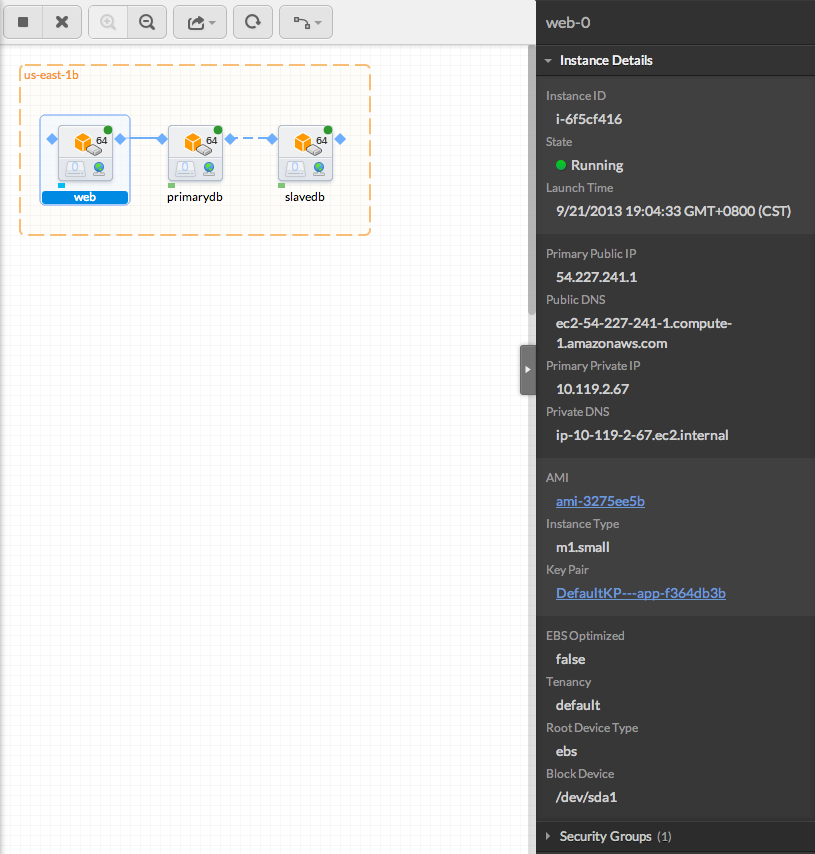 us-east-1b
64
64
64
web
primarydb
slavedb
web-0
Instance Details
Instance ID
i-6f5cf416
State
Running
Launch Time
9/21/2013 19:04:33 GMT+0800 (CST)
Primary Public IP
54.227.241.1
Public DNS
ec2-54-227-241-1.compute-
1.amazonaws.com
Primary Private IP
10.119.2.67
Private DNS
ip-10-119-2-67.ec2.internal
AMI
ami-3275ee5b
Instance Type
m1.small
Key Pair
DefaultKP---app-f364db3b
EBS Optimized
false
Tenancy
default
Root Device Type
ebs
Block Device
/dev/sda1
Security Groups (1)